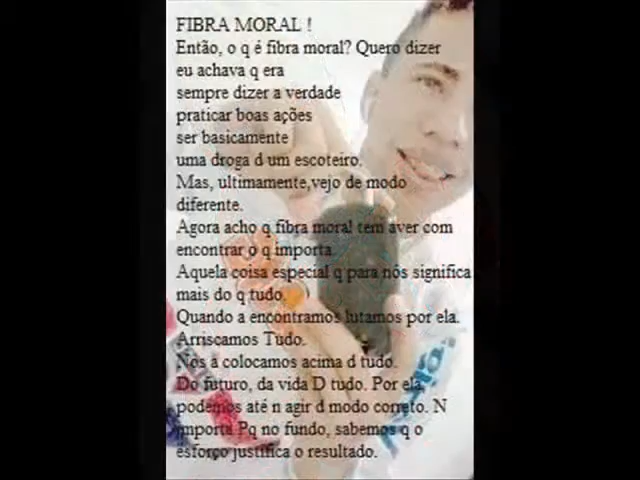 FIBRA MORAL !
Então, o q é fibra moral? Quero dizer
eu achava q era
sempre dizer a verdade
praticar boas ações
ser basicamente
uma droga d um escoteiro.
Mas, ultimamente,vejo de modo
diferente.
Agora acho q fibra moral tem aver com
encontrar o q importa.
Aquela coisa especial q para nós significa
mais do q tudo.
Quando a encontramos lutamos por ela.
Arriscamos Tudo.
Nós a colocamos acima d tudo.
Do futuro, da vida D tudo. Por ela
podemos até n agir d modo correto. N
importa Pq no fundo, sabemos q o
esforço justifica o resultado.